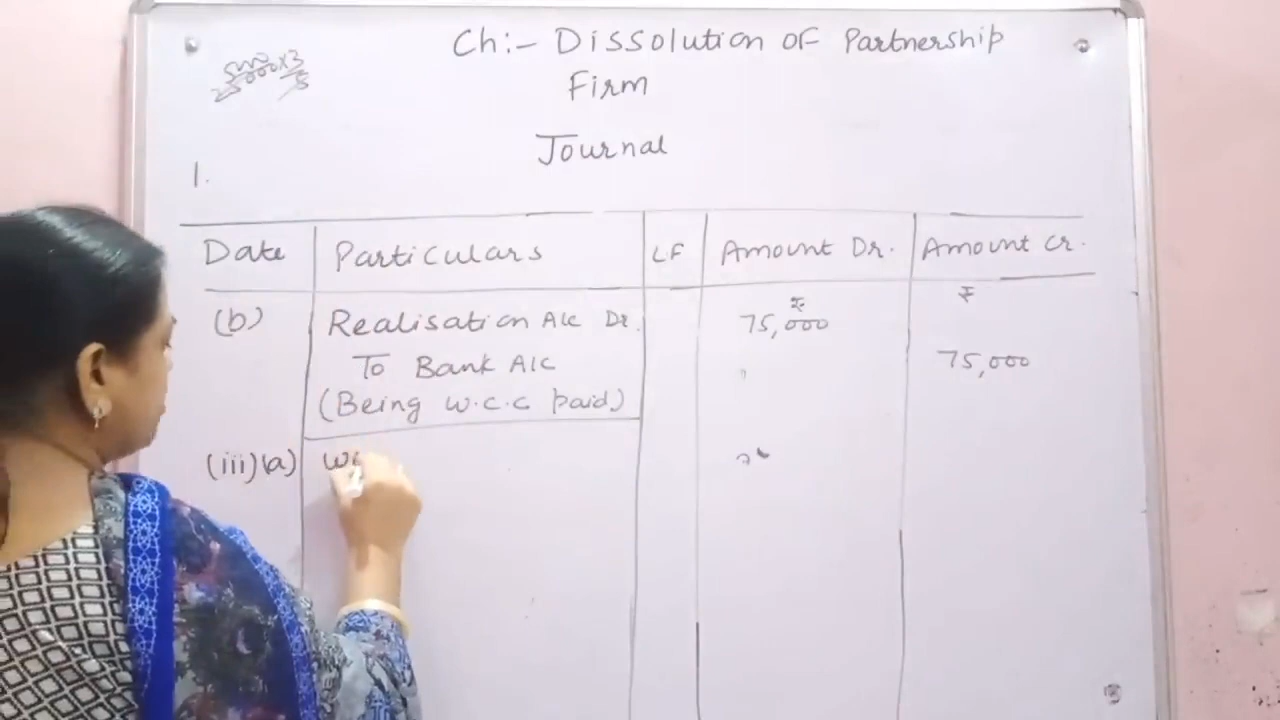 Ch:- Dissolution of Partnership
Firm
Journal
1.
Date Particulars LF Amount Dr. Amount Cr.
₹ ₹
(b) Realisation A/c Dr. 75,000
To Bank A/c 75,000
(Being W.C.C paid)
(iii)(a)